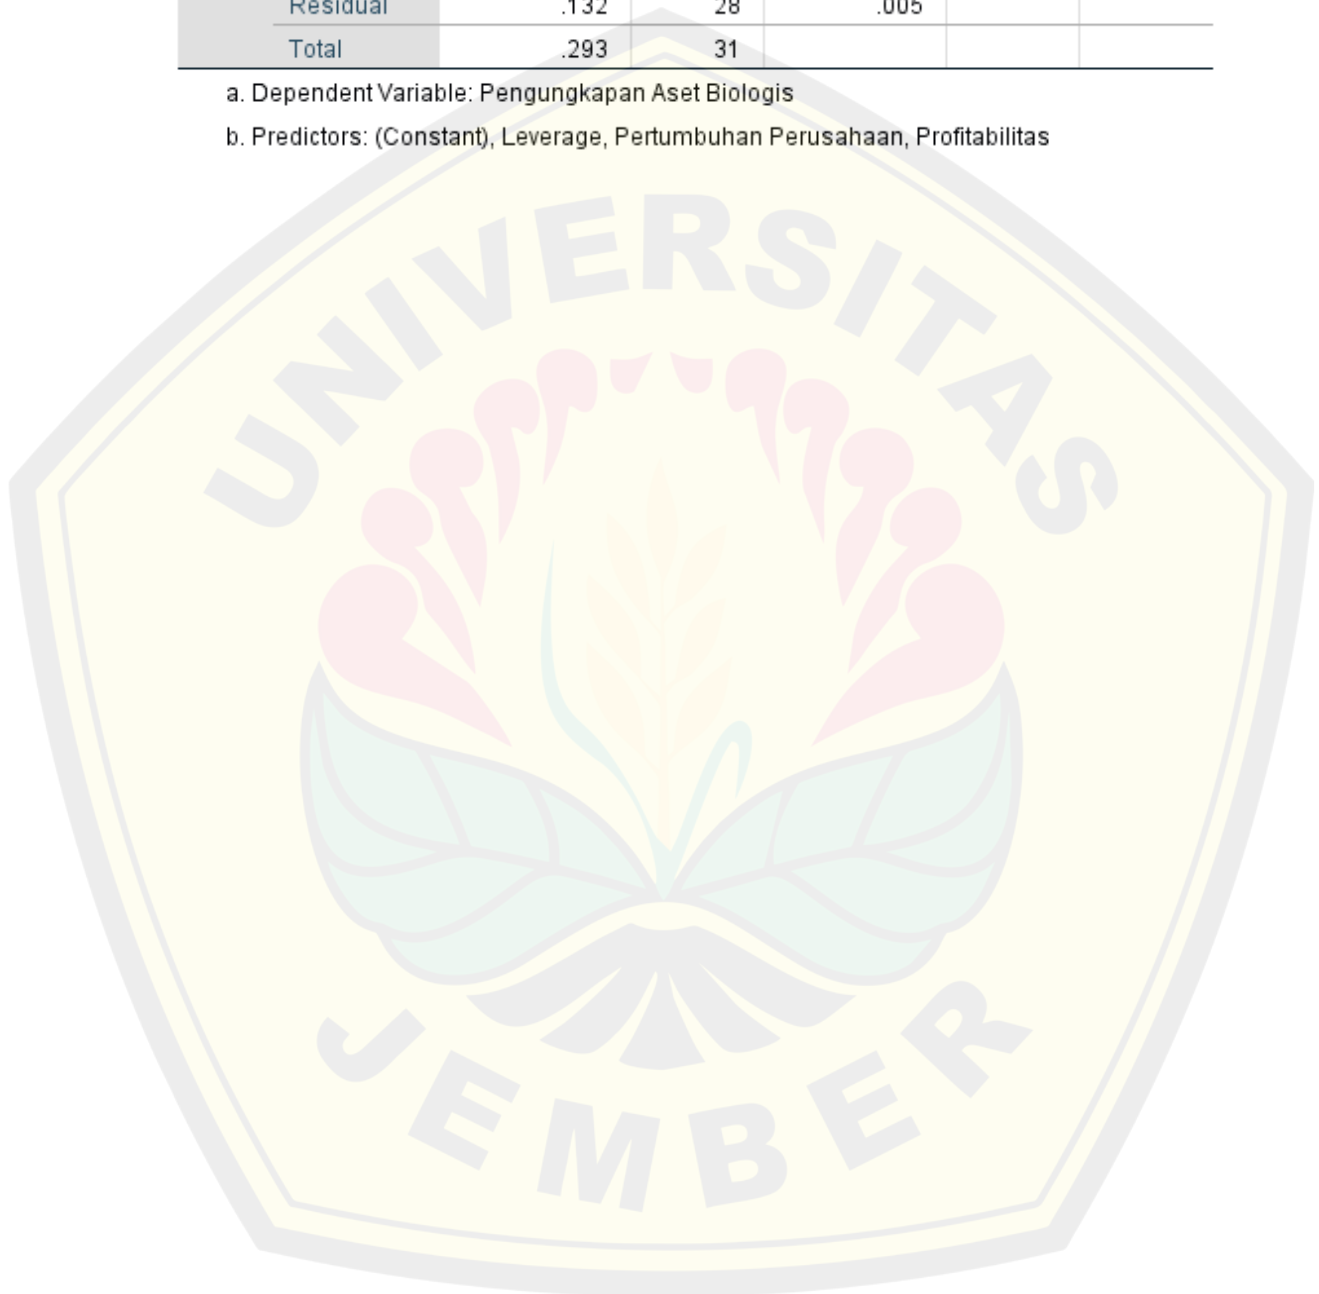 Residual .132 28 .005
Total .293 31
a. Dependent Variable: Pengungkapan Aset Biologis
b. Predictors: (Constant), Leverage, Pertumbuhan Perusahaan, Profitabilitas
UNIVERSITAS
JEMBER